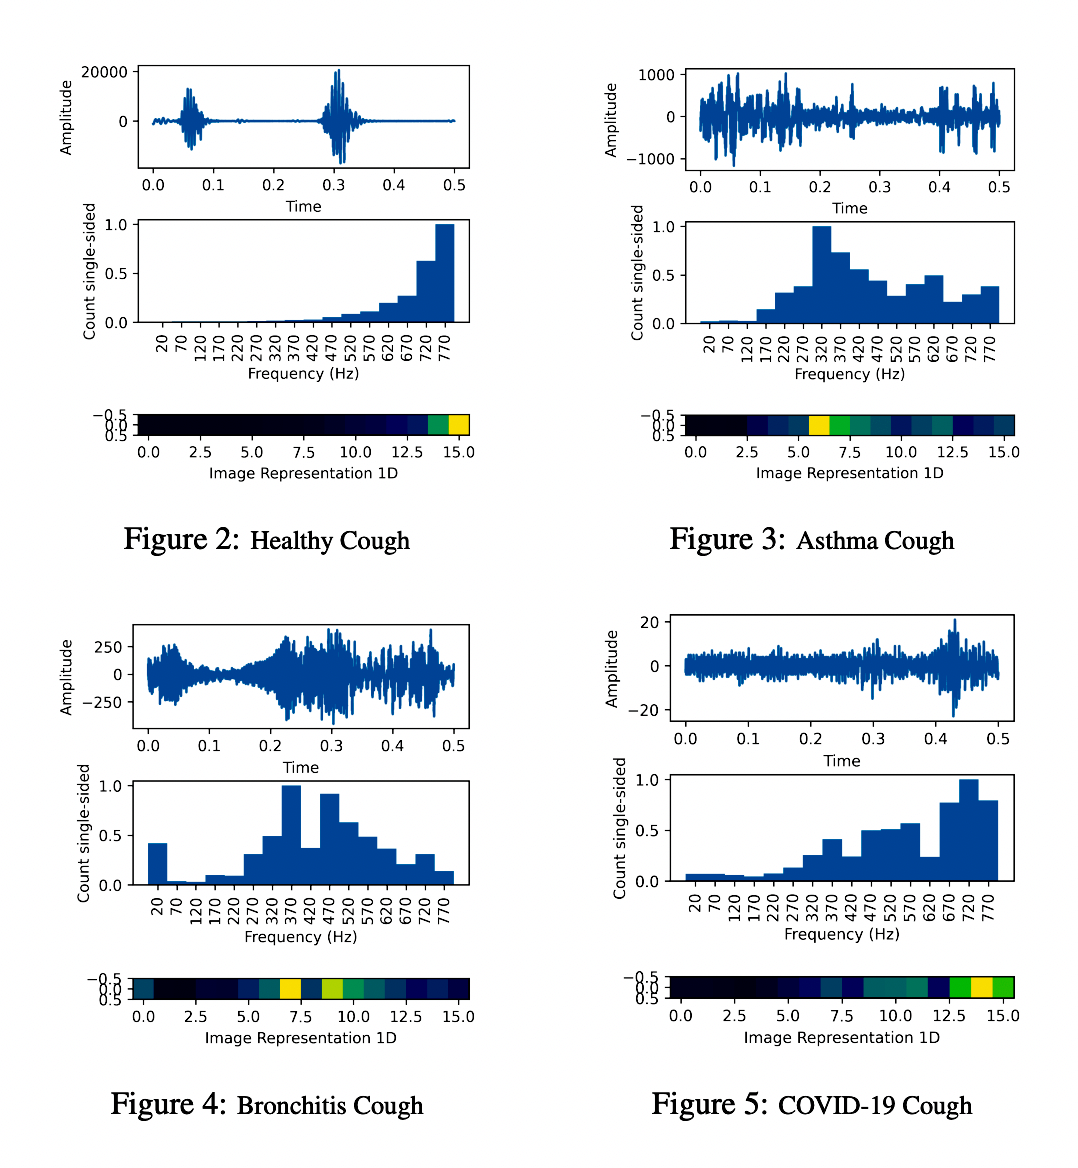 20000
0
Amplitude
0.0 0.1 0.2 0.3 0.4 0.5
Time
1.0
0.5
0.0
Count single-sided
20 70 120 170 220 270 320 370 420 470 520 570 620 670 720 770
Frequency (Hz)
−0.5
0.0
0.5
0.0 2.5 5.0 7.5 10.0 12.5 15.0
Image Representation 1D
Figure 2: Healthy Cough
1000
0
−1000
Amplitude
0.0 0.1 0.2 0.3 0.4 0.5
Time
1.0
0.5
0.0
Count single-sided
20 70 120 170 220 270 320 370 420 470 520 570 620 670 720 770
Frequency (Hz)
−0.5
0.0
0.5
0.0 2.5 5.0 7.5 10.0 12.5 15.0
Image Representation 1D
Figure 3: Asthma Cough
250
0
−250
Amplitude
0.0 0.1 0.2 0.3 0.4 0.5
Time
1.0
0.5
0.0
Count single-sided
20 70 120 170 220 270 320 370 420 470 520 570 620 670 720 770
Frequency (Hz)
−0.5
0.0
0.5
0.0 2.5 5.0 7.5 10.0 12.5 15.0
Image Representation 1D
Figure 4: Bronchitis Cough
20
0
−20
Amplitude
0.0 0.1 0.2 0.3 0.4 0.5
Time
1.0
0.5
0.0
Count single-sided
20 70 120 170 220 270 320 370 420 470 520 570 620 670 720 770
Frequency (Hz)
−0.5
0.0
0.5
0.0 2.5 5.0 7.5 10.0 12.5 15.0
Image Representation 1D
Figure 5: COVID-19 Cough